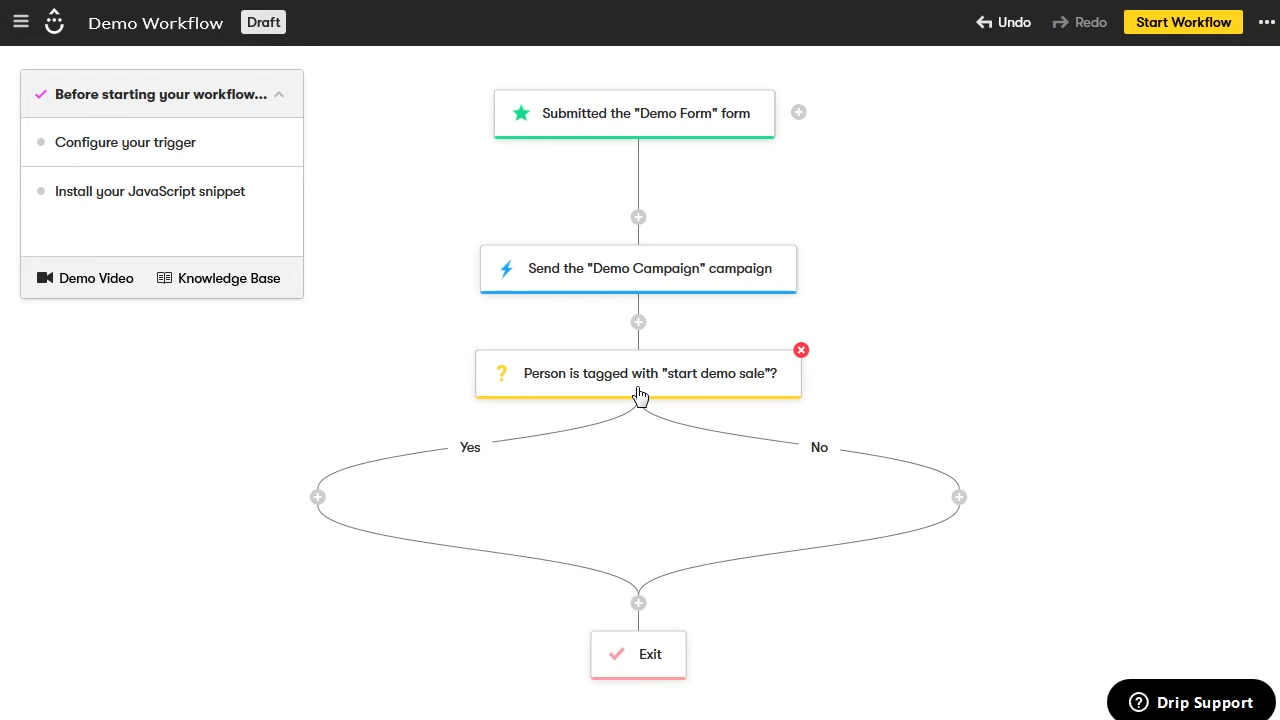 Demo Workflow
Draft
Undo
Redo
Start Workflow
Before starting your workflow...
Configure your trigger
Install your JavaScript snippet
Demo Video
Knowledge Base
Submitted the "Demo Form" form
Send the "Demo Campaign" campaign
Person is tagged with "start demo sale"?
Yes
No
Exit
Drip Support